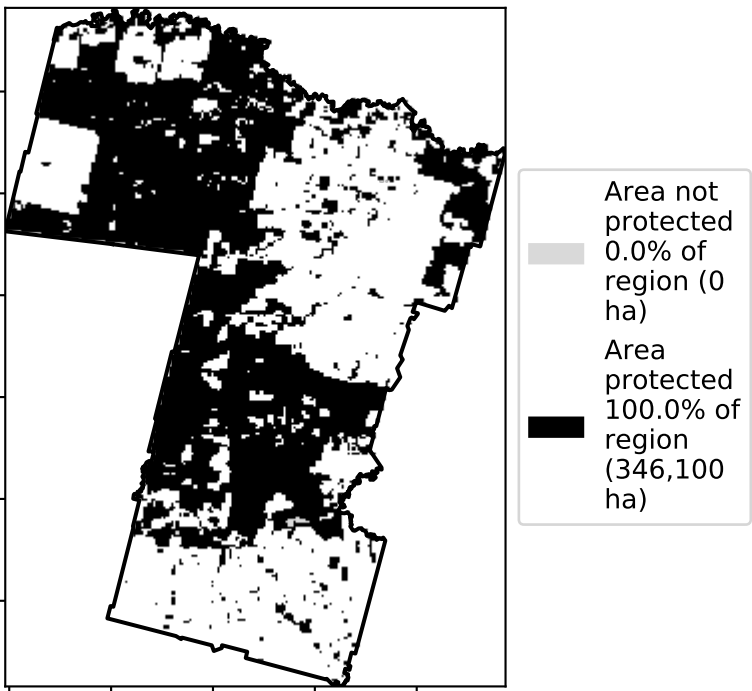 Area not
protected
0.0% of
region (0
ha)
Area
protected
100.0% of
region
(346,100
ha)